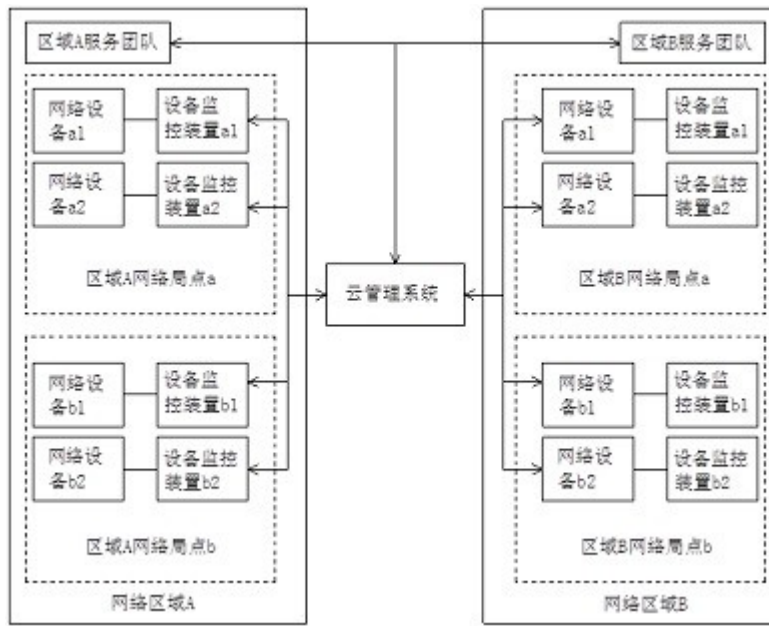 区域A服务团队
网络设
备a1
设备监
控装置a1
网络设
备a2
设备监控
装置a2
区域A网络局点a
网络设
备b1
设备监
控装置b1
网络设
备b2
设备监控
装置b2
区域A网络局点b
网络区域A
云管理系统
区域B服务团队
网络设
备a1
设备监
控装置a1
网络设
备a2
设备监控
装置a2
区域B网络局点a
网络设
备b1
设备监
控装置b1
网络设
备b2
设备监控
装置b2
区域B网络局点b
网络区域B